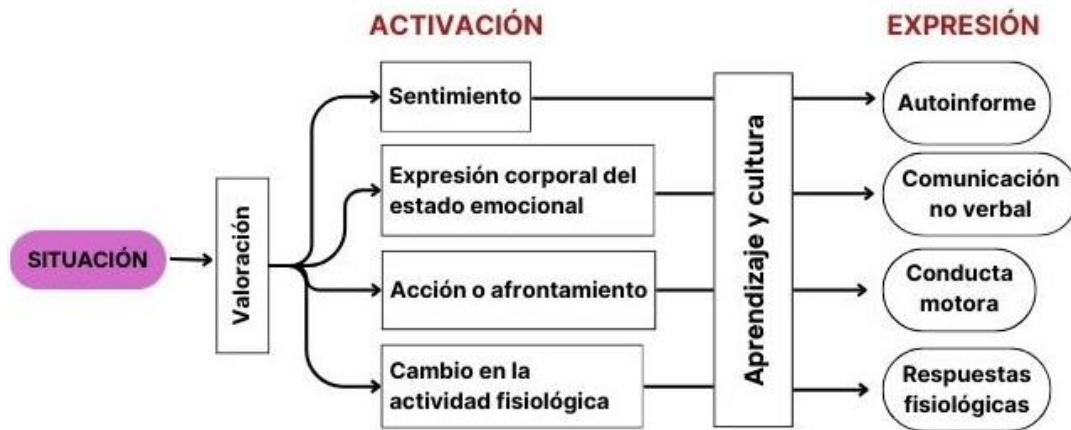 ACTIVACIÓN
EXPRESIÓN
SITUACIÓN
Valoración
Sentimiento
Expresión corporal del
estado emocional
Acción o afrontamiento
Cambio en la
actividad fisiológica
Aprendizaje y cultura
Autoinforme
Comunicación
no verbal
Conducta
motora
Respuestas
fisiológicas